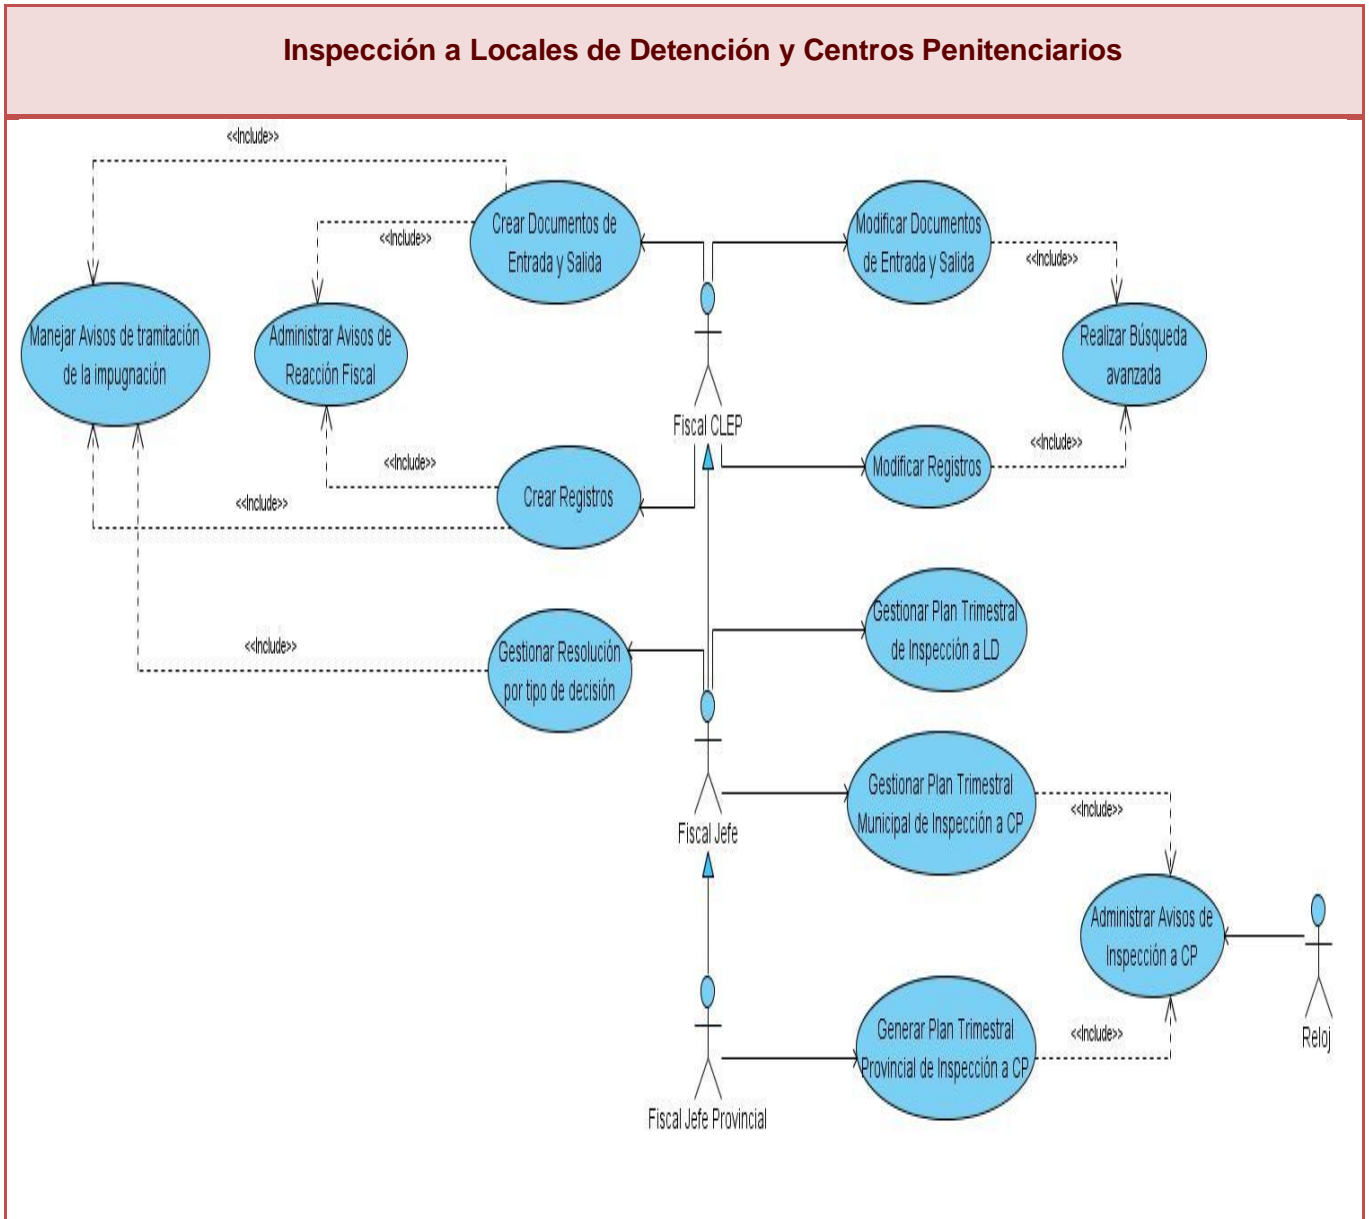 Inspección a Locales de Detención y Centros Penitenciarios
<<Include>>
Crear Documentos de
Entrada y Salida
<<Include>>
Modificar Documentos
de Entrada y Salida
<<Include>>
Manejar Avisos de tramitación
de la impugnación
Administrar Avisos de
Reacción Fiscal
Realizar Búsqueda
avanzada
Fiscal CLEP
<<Include>>
Modificar Registros
<<Include>>
Crear Registros
<<Include>>
Gestionar Plan Trimestral
de Inspección a LD
<<Include>>
Gestionar Resolución
por tipo de decisión
Gestionar Plan Trimestral
Municipal de Inspección a CP
<<Include>>
Fiscal Jefe
Administrar Avisos de
Inspección a CP
Generar Plan Trimestral
Provincial de Inspección a CP
<<Include>>
Reloj
Fiscal Jefe Provincial